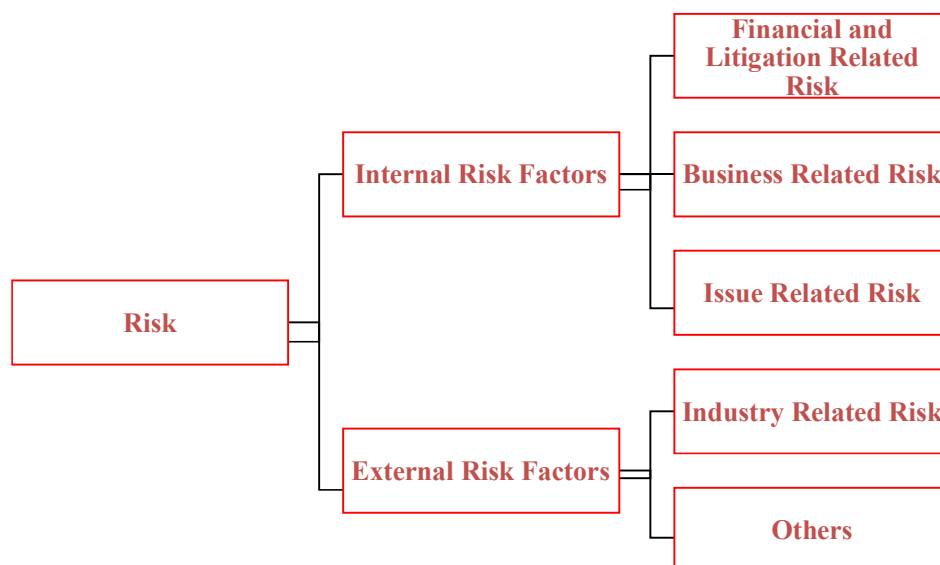 Risk
Internal Risk Factors
Financial and
Litigation Related
Risk
Business Related Risk
Issue Related Risk
External Risk Factors
Industry Related Risk
Others